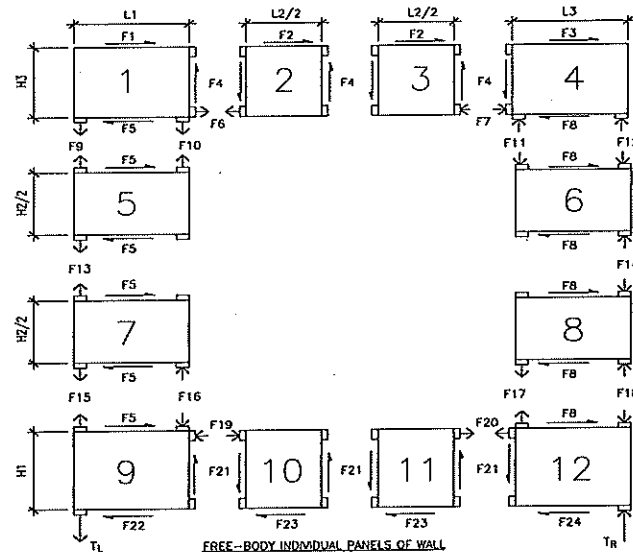 L1 L2/2 L2/2 L3
F1 F2 F2 F3
H3 1 F4 2 F4 3 F4 4
F5 F6 F7 F8
F9 F10 F11
F5 F8
H2/2 5 6
F5 F8
F13
F5 F8
H2/2 7 8
F5 F8
F15 F16 F17
F5 F19 F20 F8
H1 9 F21 10 F21 11 F21 12
F22 F23 F23 F24
TL TR
FREE-BODY INDIVIDUAL PANELS OF WALL